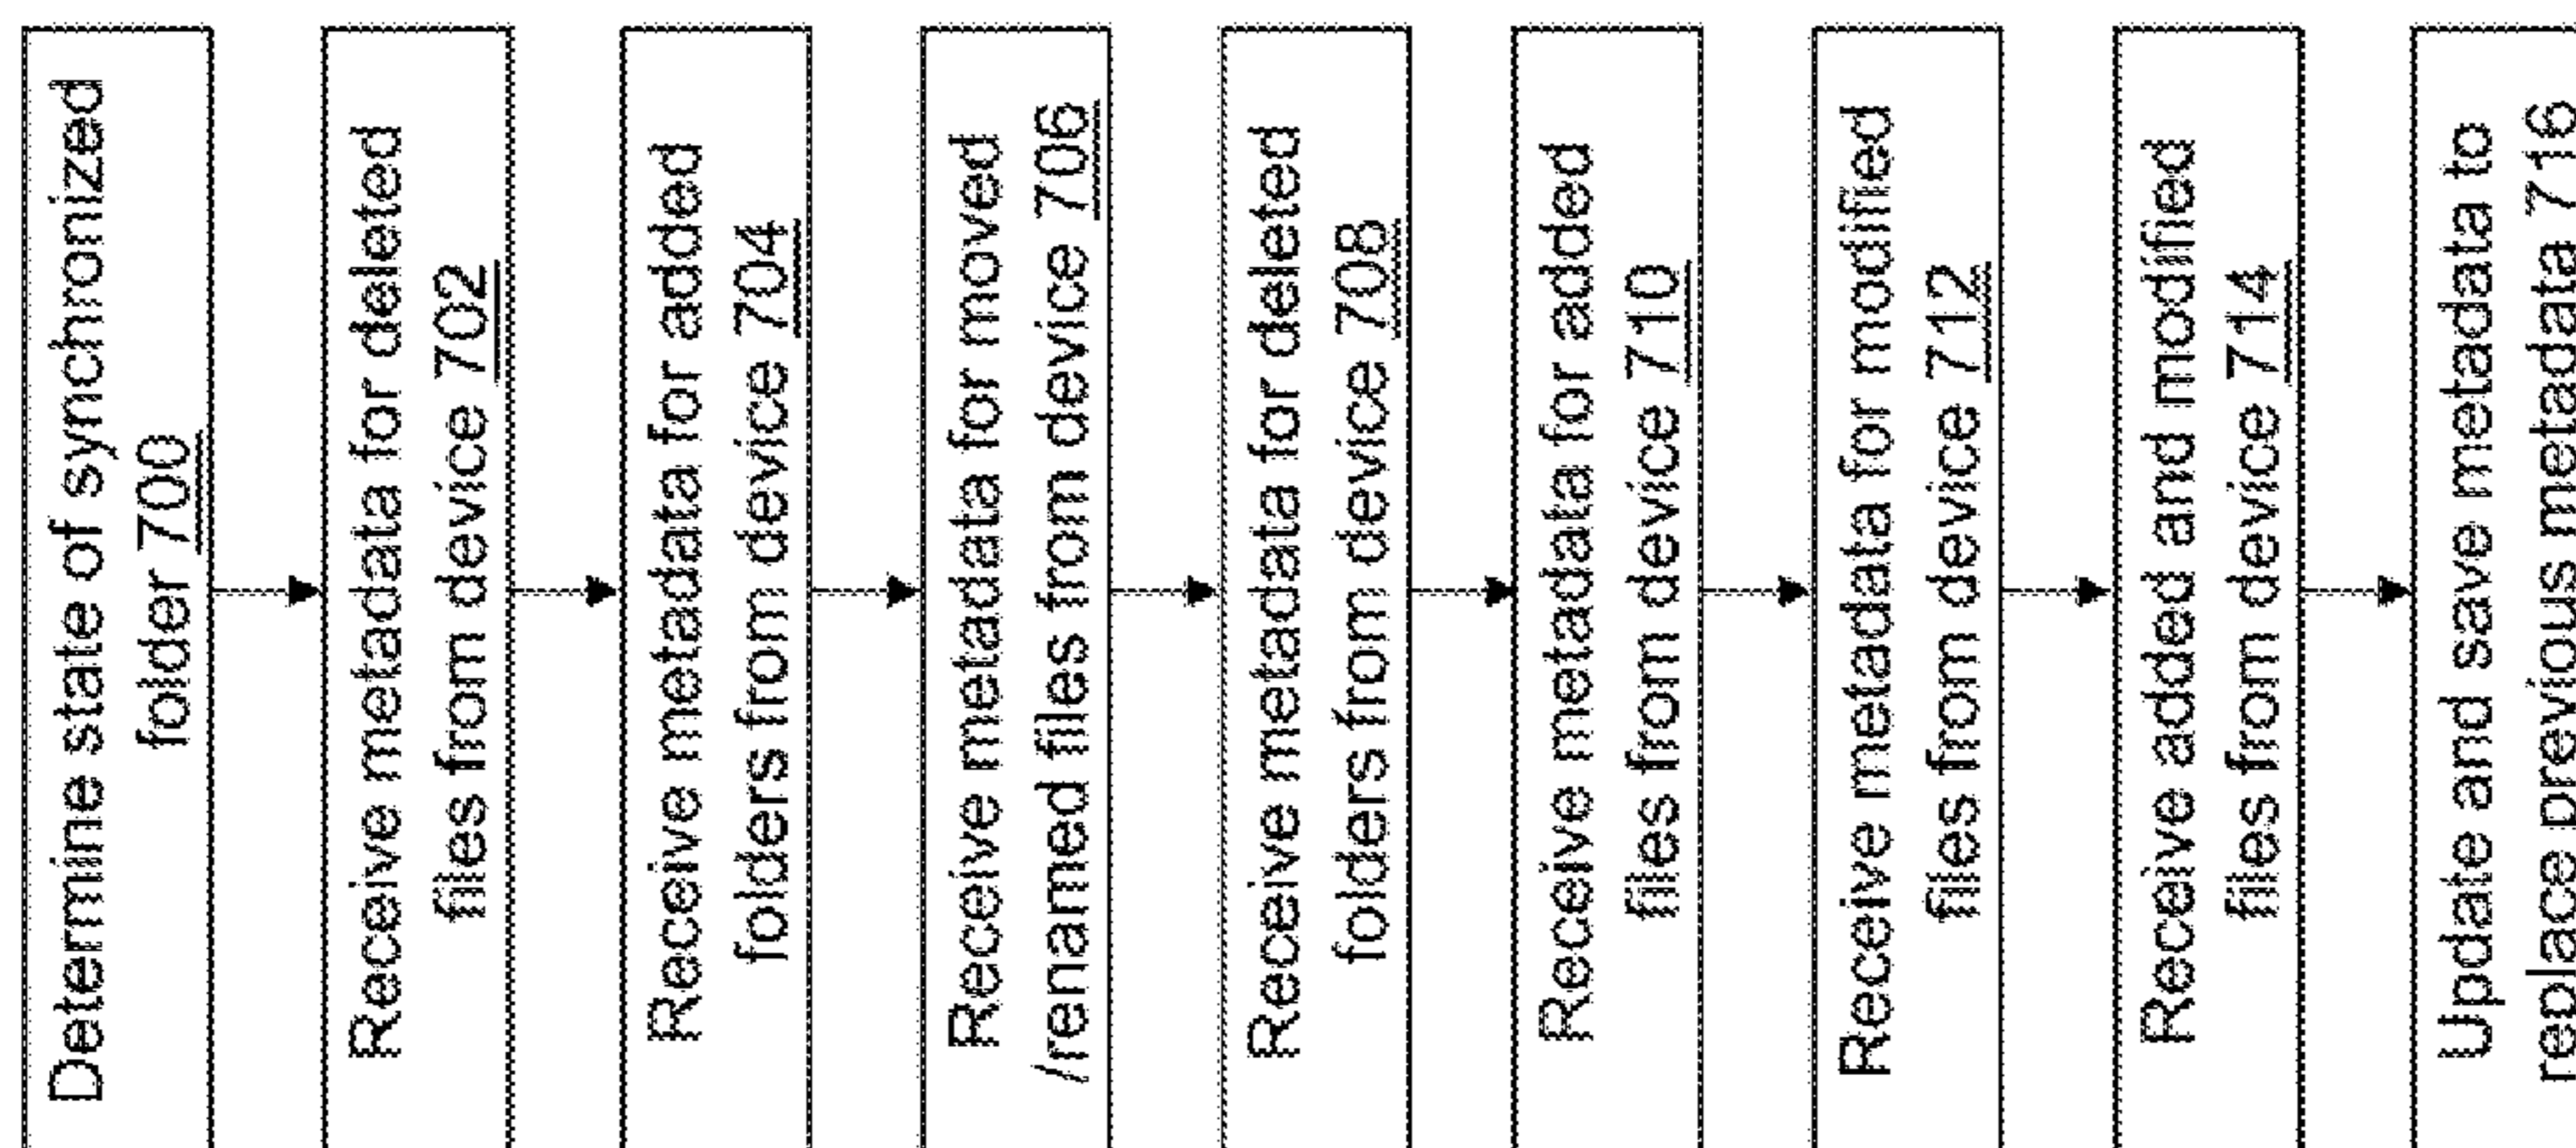 Determine state of synchronized
folder 700
Receive metadata for deleted
files from device 702
Receive metadata for added
folders from device 704
Receive metadata for moved
/renamed files from device 706
Receive metadata for deleted
folders from device 708
Receive metadata for added
files from device 710
Receive metadata for modified
files from device 712
Receive added and modified
files from device 714
Update and save metadata to
replace previous metadata 716